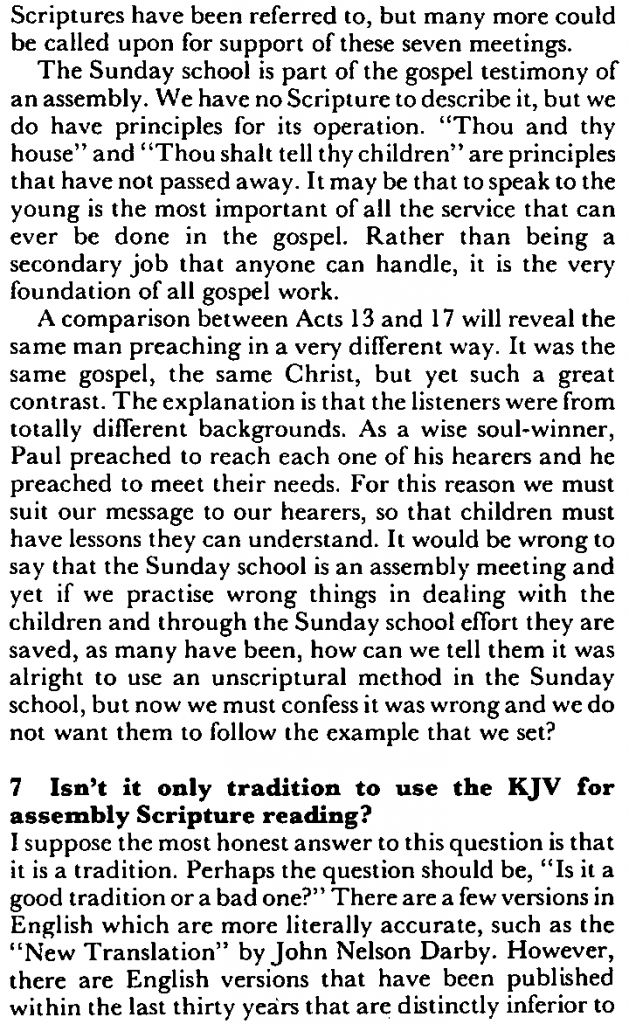 Scriptures have been referred to, but many more could
be called upon for support of these seven meetings.
The Sunday school is part of the gospel testimony of
an assembly. We have no Scripture to describe it, but we
do have principles for its operation. "Thou and thy
house" and "Thou shalt tell thy children" are principles
that have not passed away. It may be that to speak to the
young is the most important of all the service that can
ever be done in the gospel. Rather than being a
secondary job that anyone can handle, it is the very
foundation of all gospel work.
A comparison between Acts 13 and 17 will reveal the
same man preaching in a very different way. It was the
same gospel, the same Christ, but yet such a great
contrast. The explanation is that the listeners were from
totally different backgrounds. As a wise soul-winner,
Paul preached to reach each one of his hearers and he
preached to meet their needs. For this reason we must
suit our message to our hearers, so that children must
have lessons they can understand. It would be wrong to
say that the Sunday school is an assembly meeting and
yet if we practise wrong things in dealing with the
children and through the Sunday school effort they are
saved, as many have been, how can we tell them it was
alright to use an unscriptural method in the Sunday
school, but now we must confess it was wrong and we do
not want them to follow the example that we set?
7 Isn't it only tradition to use the KJV for
assembly Scripture reading?
I suppose the most honest answer to this question is that
it is a tradition. Perhaps the question should be, "Is it a
good tradition or a bad one?" There are a few versions in
English which are more literally accurate, such as the
"New Translation" by John Nelson Darby. However,
there are English versions that have been published
within the last thirty years that are distinctly inferior to